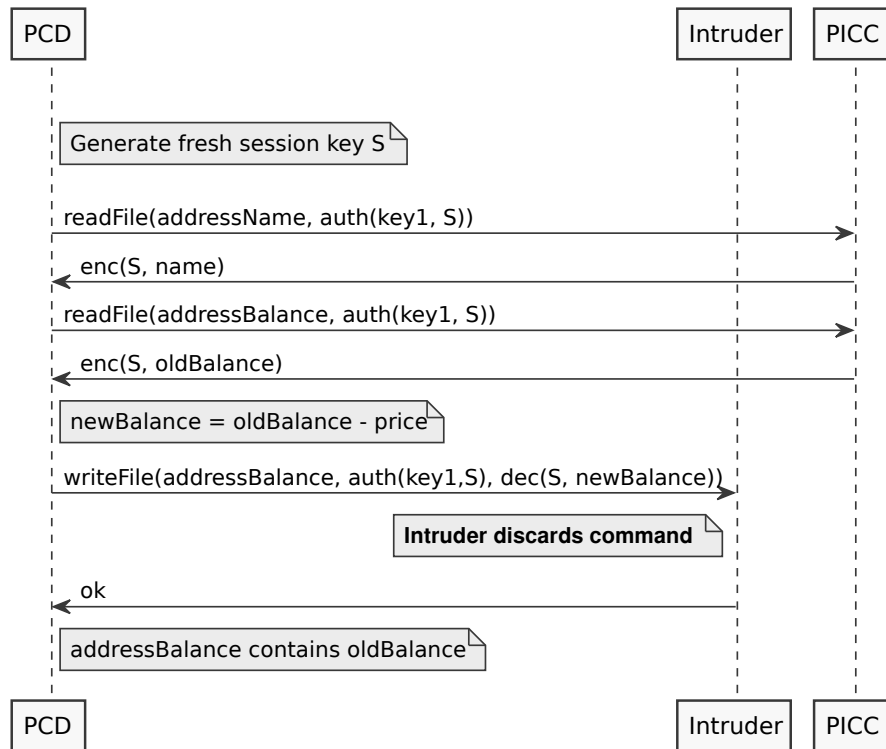 PCD Intruder PICC
Generate fresh session key S
readFile(addressName, auth(key1, S))
enc(S, name)
readFile(addressBalance, auth(key1, S))
enc(S, oldBalance)
newBalance = oldBalance - price
writeFile(addressBalance, auth(key1,S), dec(S, newBalance))
Intruder discards command
ok
addressBalance contains oldBalance
PCD Intruder PICC